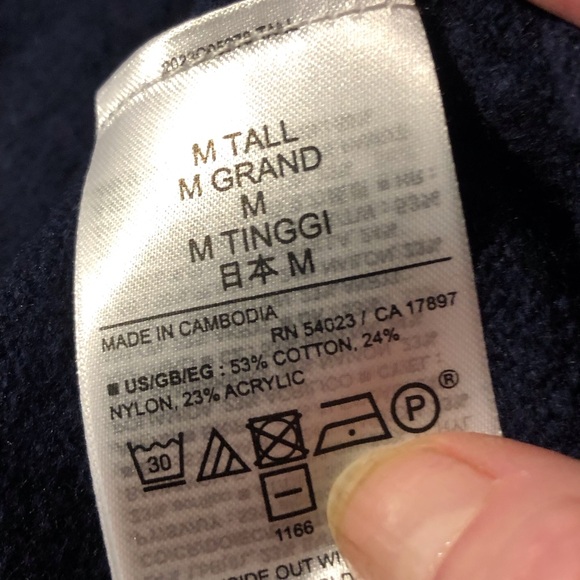 M TALL
M GRAND
M
M TINGGI
日本 M
MADE IN CAMBODIA
RN 54023 / CA 17897
US/GB/EG : 53% COTTON, 24%
NYLON, 23% ACRYLIC
30 P ®
1166
OUT